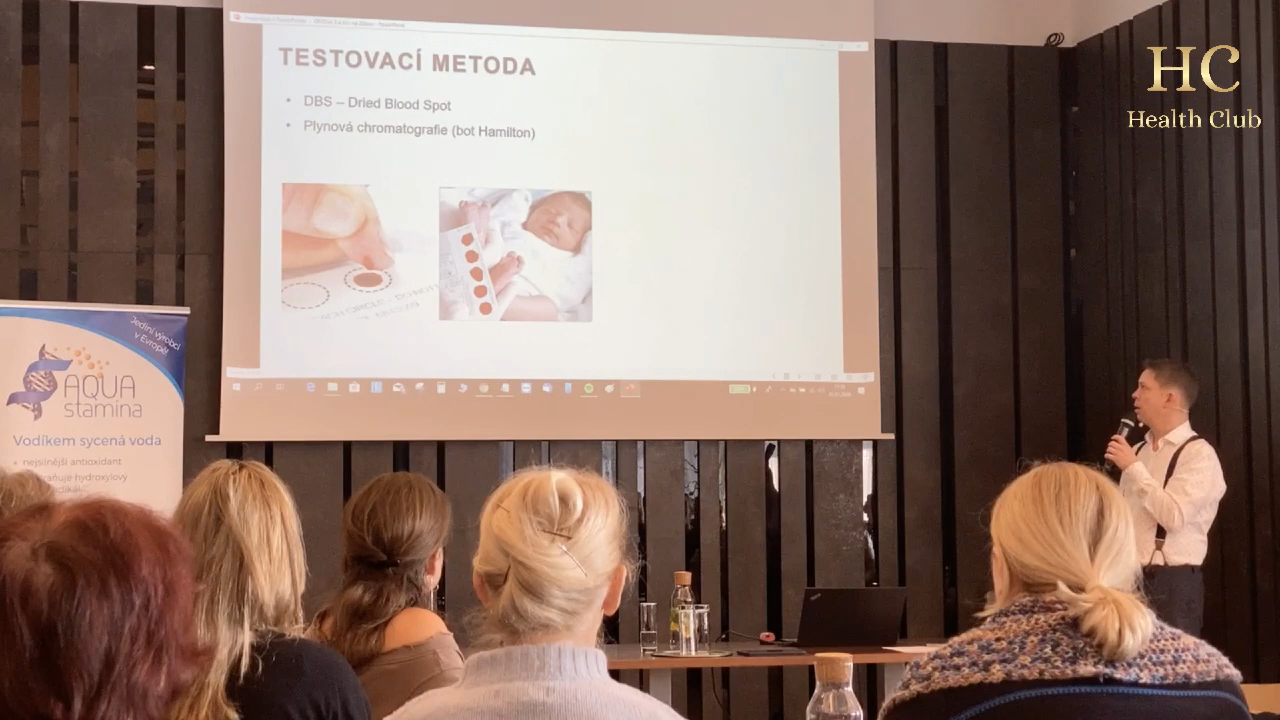 TESTOVACÍ METODA
• DBS – Dried Blood Spot
• Plynová chromatografie (bot Hamilton)
HC
Health Club
Jediní výrobci
v Evropě!
AQUA
stamina
Vodíkem sycená voda
• nejsilnější antioxidant
hydroxylový